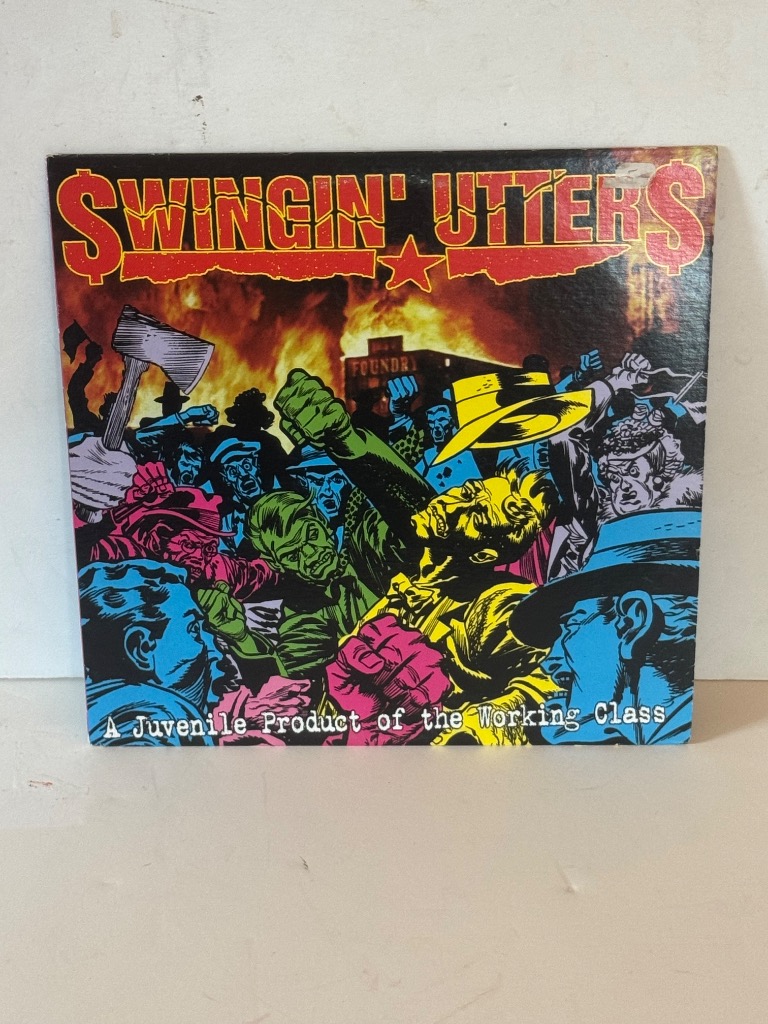 $WINGIN' UTTER$
FOUNDRY
A Juvenile Product of the Working Class